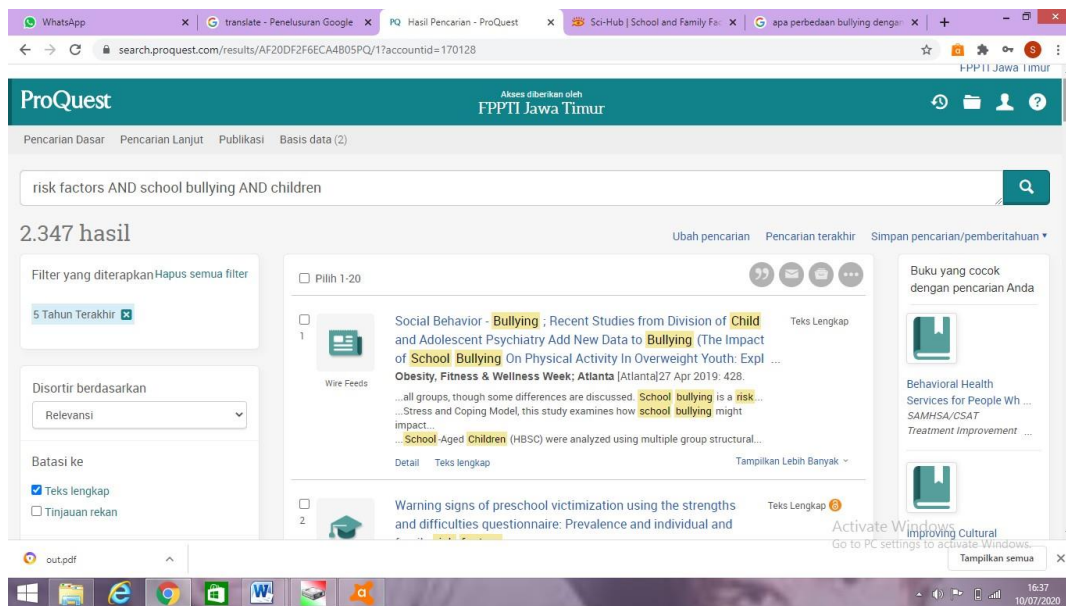 WhatsApp
translate - Penelusuran Google
Hasil Pencarian - ProQuest
Sci-Hub | School and Family Fac
apa perbedaan bullying dengan
search.proquest.com/results/AF20DF2F6ECA4B05PQ/1?accountid=170128
FPPTI Jawa Timur
ProQuest
Akses diberikan oleh
FPPTI Jawa Timur
Pencarian Dasar Pencarian Lanjut Publikasi Basis data (2)
risk factors AND school bullying AND children
2.347 hasil
Ubah pencarian Pencarian terakhir Simpan pencarian/pemberitahuan
Filter yang diterapkan Hapus semua filter
5 Tahun Terakhir
Disortir berdasarkan
Relevansi
Batasi ke
Teks lengkap
Tinjauan rekan
Pilih 1-20
1
Wire Feeds
Social Behavior - Bullying ; Recent Studies from Division of Child
and Adolescent Psychiatry Add New Data to Bullying (The Impact
of School Bullying On Physical Activity In Overweight Youth: Expl ...
Teks Lengkap
Obesity, Fitness & Wellness Week; Atlanta [Atlanta]27 Apr 2019: 428.
...all groups, though some differences are discussed. School bullying is a risk...
...Stress and Coping Model, this study examines how school bullying might
impact...
...School-Aged Children (HBSC) were analyzed using multiple group structural...
Detail Teks lengkap Tampilkan Lebih Banyak
2
Warning signs of preschool victimization using the strengths
and difficulties questionnaire: Prevalence and individual and
Teks Lengkap
Buku yang cocok
dengan pencarian Anda
Behavioral Health
Services for People Wh ...
SAMHSA/CSAT
Treatment Improvement ...
Improving Cultural
Activate Windows
Go to PC settings to activate Windows.
out.pdf
Tampilkan semua
16:37
10/07/2020